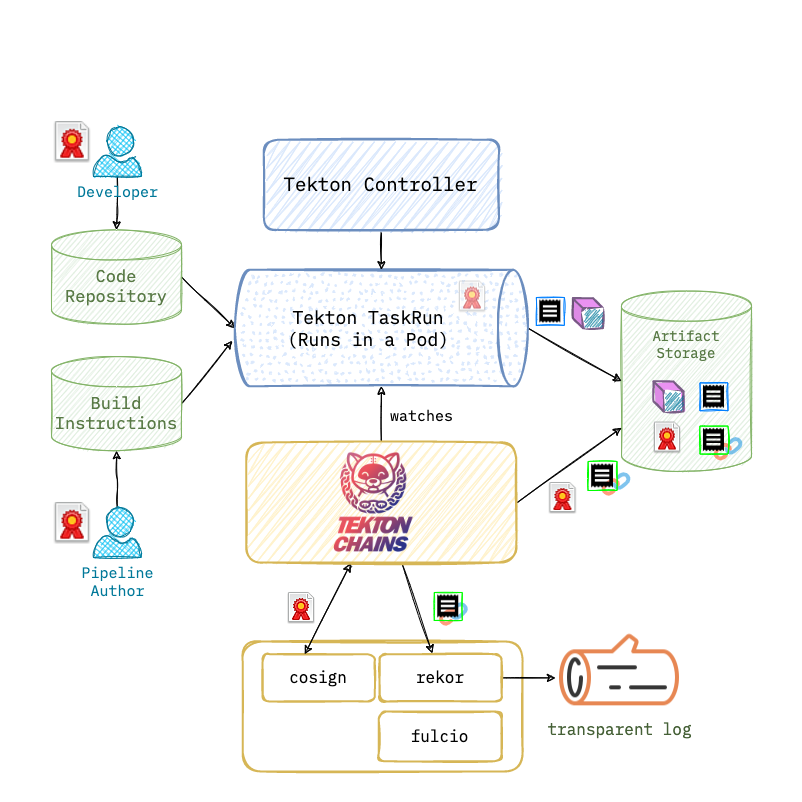 Developer
Tekton Controller
Code
Repository
Tekton TaskRun
(Runs in a Pod)
Artifact
Storage
Build
Instructions
watches
TEKTON
CHAINS
Pipeline
Author
cosign
rekor
fulcio
transparent log